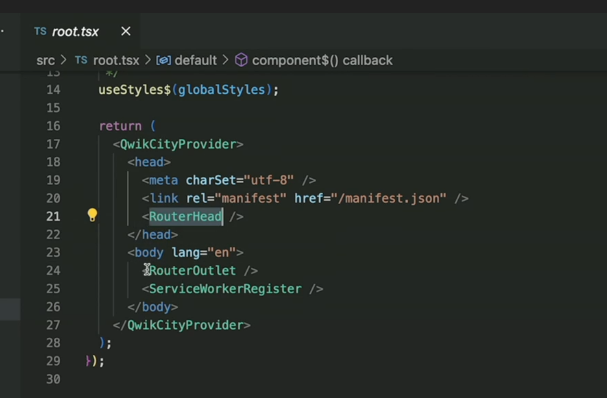 TS root.tsx ×
src > TS root.tsx > default > component$() callback
13 */
14 useStyles$(globalStyles);
15
16 return (
17 <QwikCityProvider>
18 <head>
19 <meta charSet="utf-8" />
20 <link rel="manifest" href="/manifest.json" />
21 <RouterHead />
22 </head>
23 <body lang="en">
24 <RouterOutlet />
25 <ServiceWorkerRegister />
26 </body>
27 </QwikCityProvider>
28 );
29 });
30